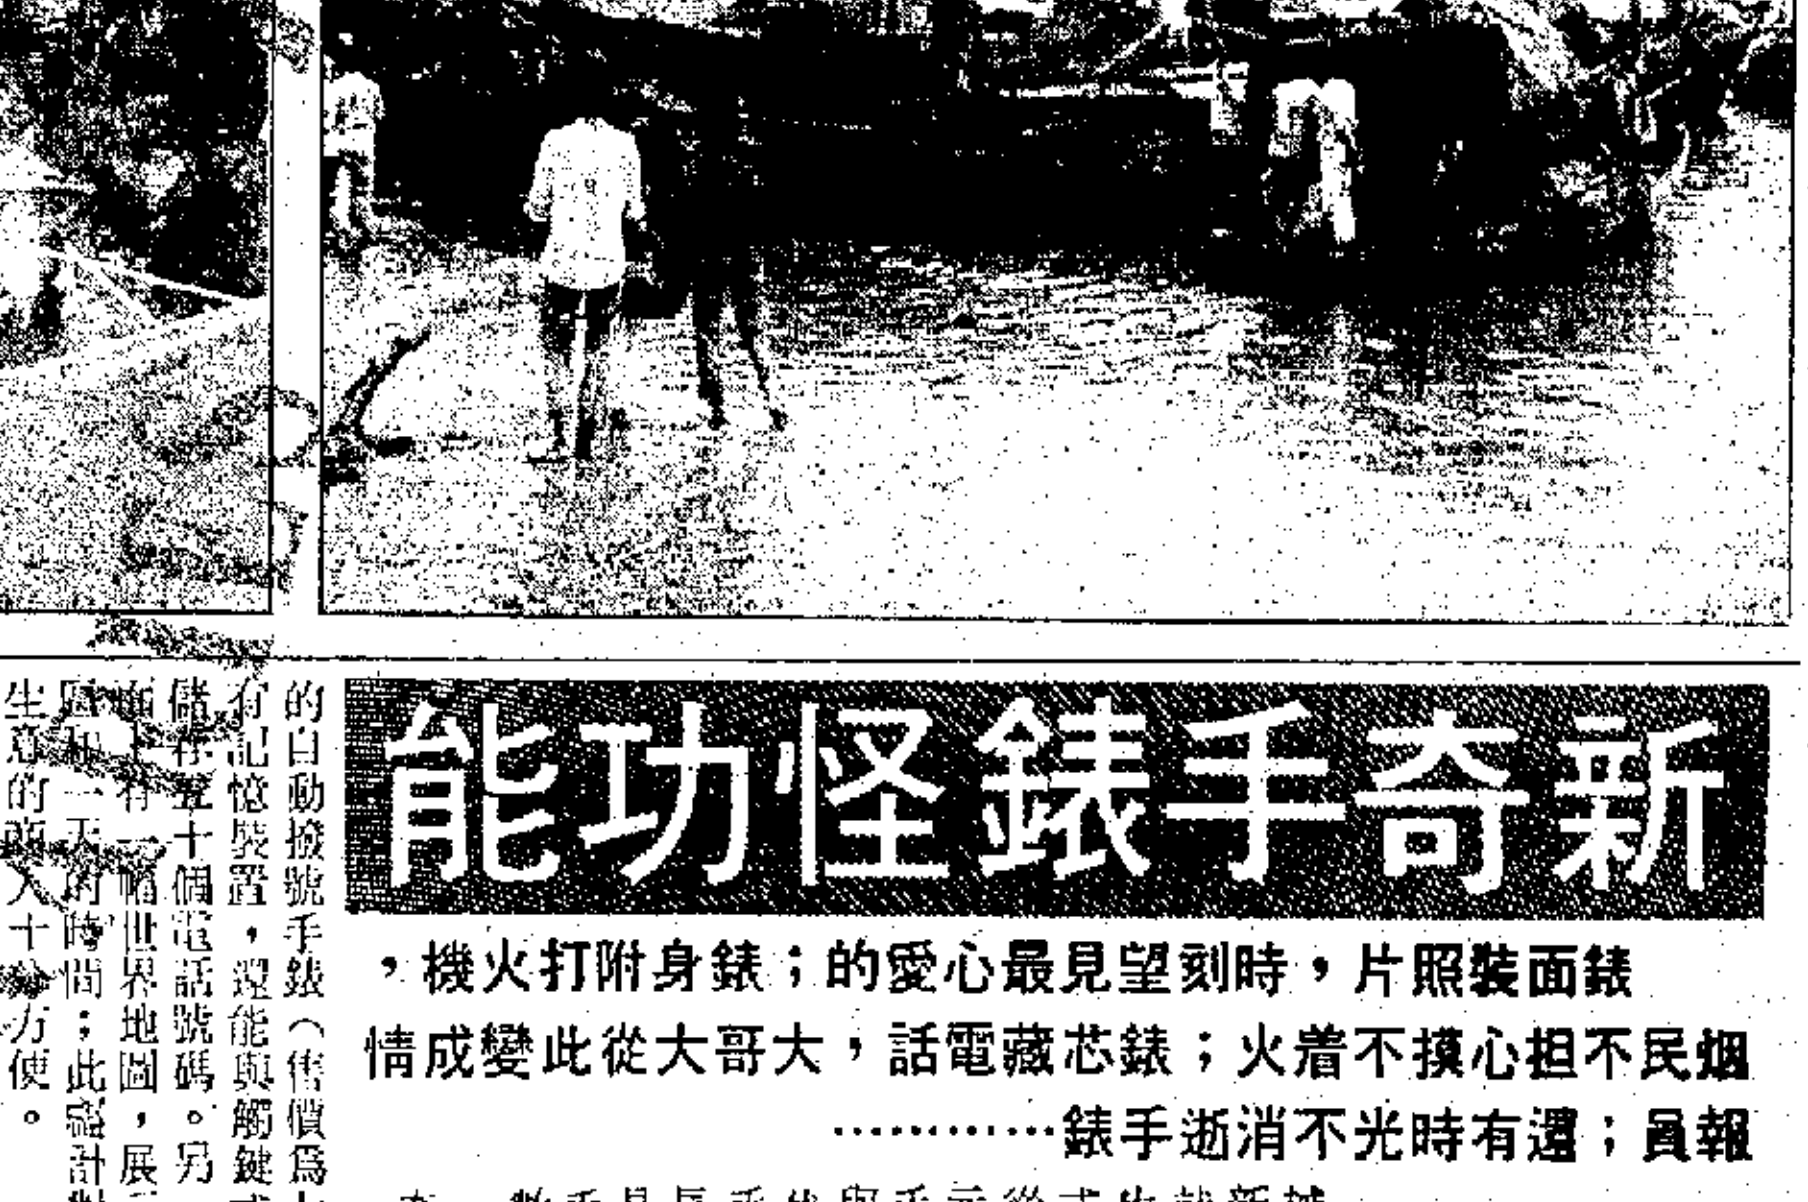 新奇手錶怪功能
錶面裝照片，時刻望見最心愛的；錶身附打火機，
烟民不担心摸不着火；錶芯藏電話，大哥大從此變成情
報員；還有時光不消逝手錶…………
的自動撥號手錶（售價爲
有記憶裝置，還能與觸鍵
儲存五十個電話號碼。另
面上有一幅世界地圖，展
區和一天的時間；此
生意的商人十分方便。